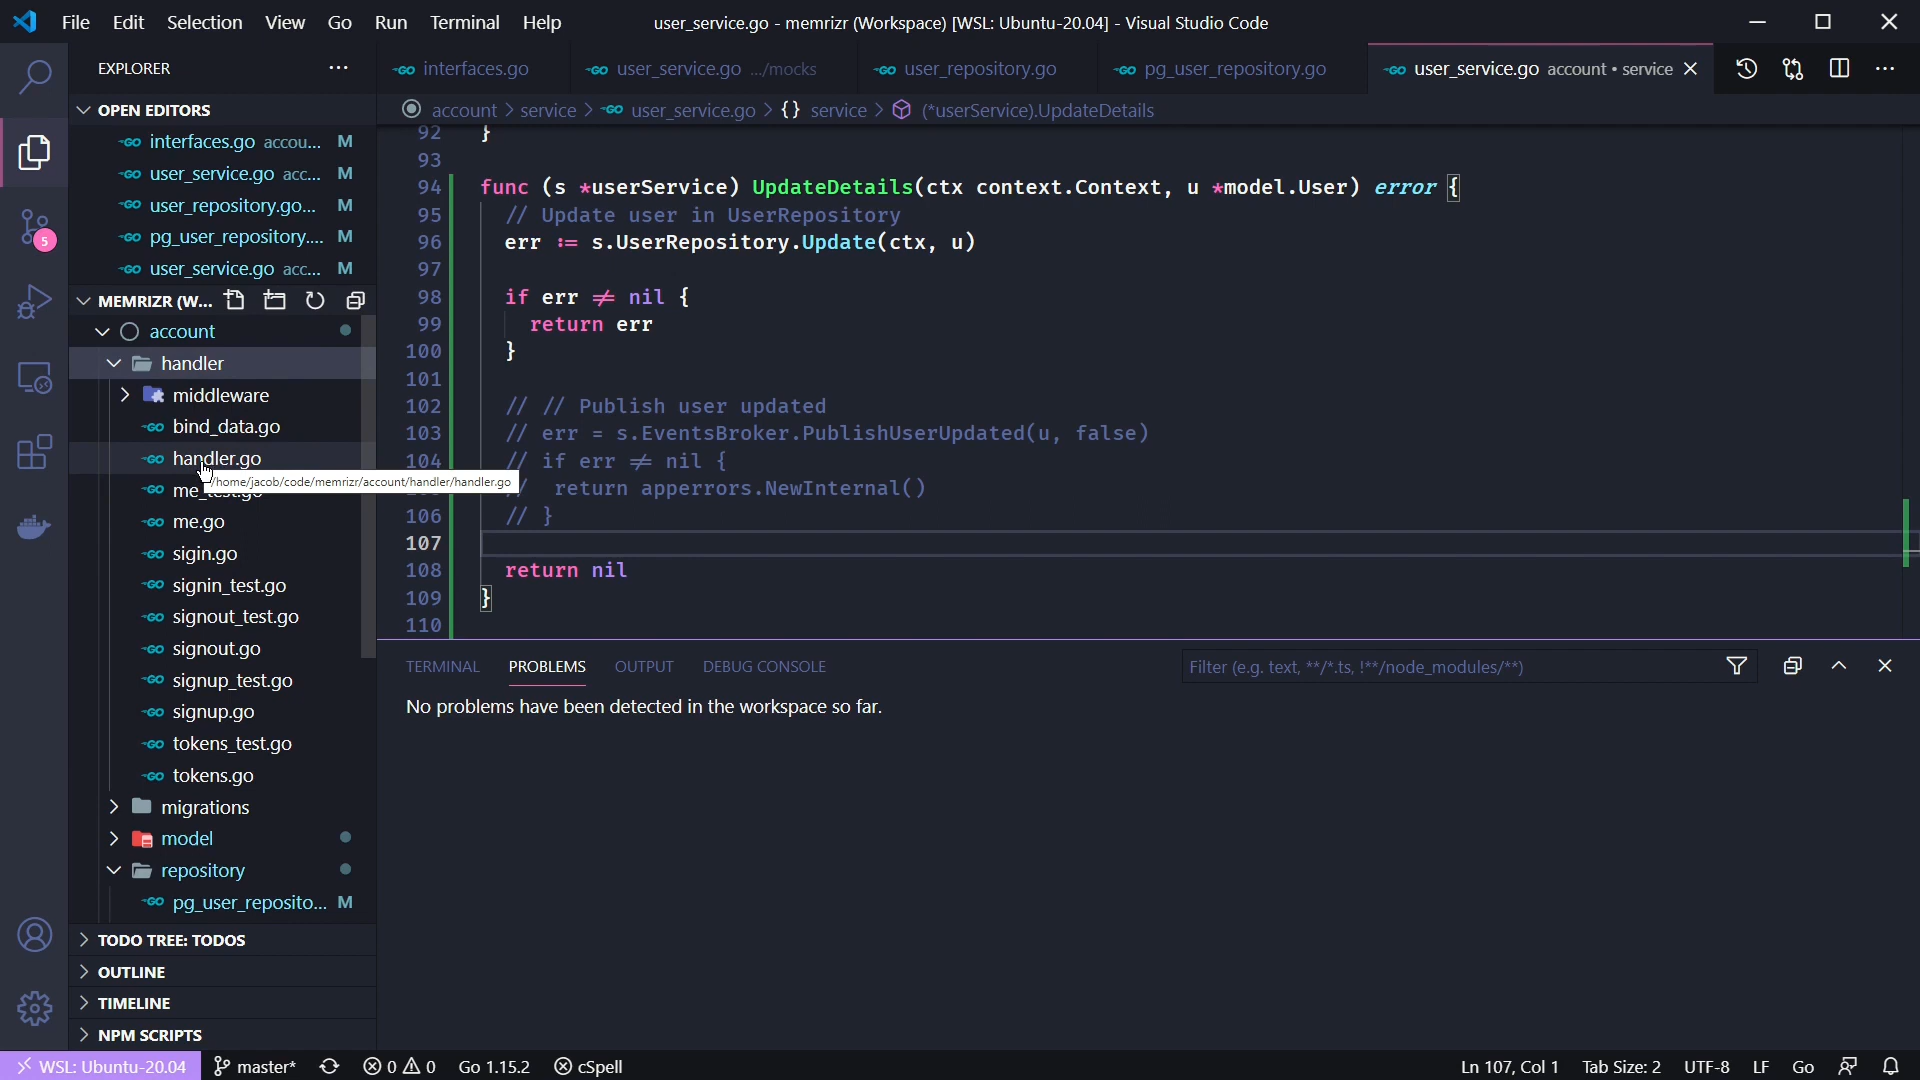 File Edit Selection View Go Run Terminal Help
user_service.go - memrizr (Workspace) [WSL: Ubuntu-20.04] - Visual Studio Code
EXPLORER
interfaces.go
user_service.go .../mocks
user_repository.go
pg_user_repository.go
user_service.go account • service
OPEN EDITORS
interfaces.go accou... M
user_service.go acc... M
user_repository.go... M
pg_user_repository.... M
user_service.go acc... M
MEMRIZR (W...
account
handler
middleware
bind_data.go
handler.go
/home/jacob/code/memrizr/account/handler/handler.go
me_test.go
me.go
sigin.go
signin_test.go
signout_test.go
signout.go
signup_test.go
signup.go
tokens_test.go
tokens.go
migrations
model
repository
pg_user_reposito... M
TODO TREE: TODOS
OUTLINE
TIMELINE
NPM SCRIPTS
5
account > service > user_service.go > {} service > (*userService).UpdateDetails
92 }
93
94 func (s *userService) UpdateDetails(ctx context.Context, u *model.User) error {
95 // Update user in UserRepository
96 err := s.UserRepository.Update(ctx, u)
97
98 if err != nil {
99 return err
100 }
101
102 // // Publish user updated
103 // err = s.EventsBroker.PublishUserUpdated(u, false)
104 // if err != nil {
// return apperrors.NewInternal()
106 // }
107
108 return nil
109 }
110
TERMINAL PROBLEMS OUTPUT DEBUG CONSOLE
Filter (e.g. text, **/*.ts, !**/node_modules/**)
No problems have been detected in the workspace so far.
WSL: Ubuntu-20.04 master* 0 0 Go 1.15.2 cSpell
Ln 107, Col 1 Tab Size: 2 UTF-8 LF Go